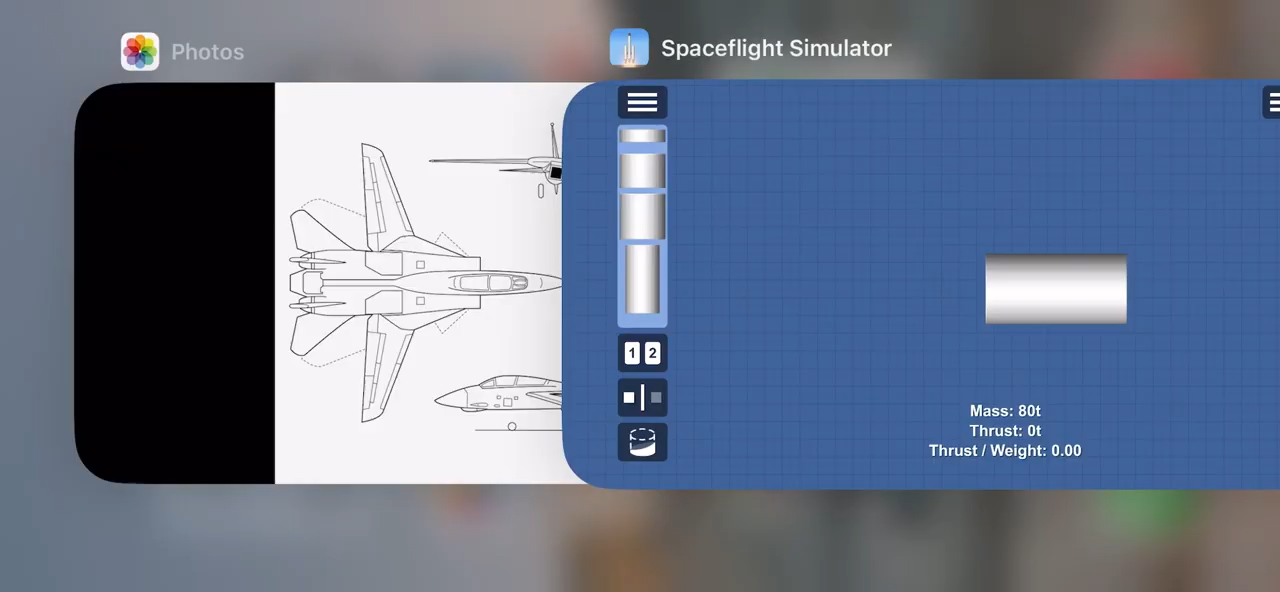 Photos
Spaceflight Simulator
1 2
Mass: 80t
Thrust: 0t
Thrust / Weight: 0.00